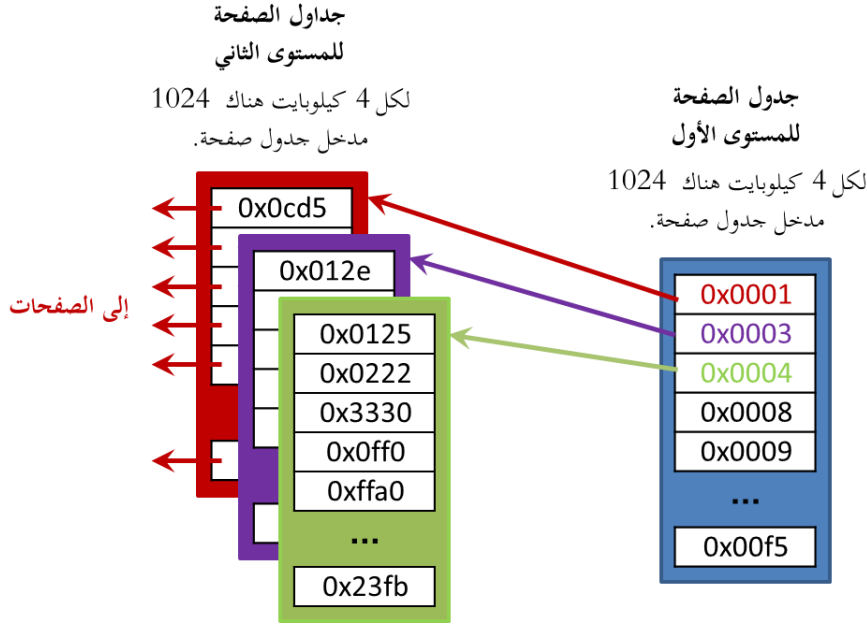 جداول الصفحة
للمستوى الثاني
لكل 4 كيلوبايت هناك 1024
مدخل جدول صفحة.
جدول الصفحة
للمستوى الأول
لكل 4 كيلوبايت هناك 1024
مدخل جدول صفحة.
0x0001
0x0003
0x0004
0x0008
0x0009
...
0x00f5
0x0cd5
0x012e
0x0125
0x0222
0x3330
0x0ff0
0xffa0
...
0x23fb
إلى الصفحات